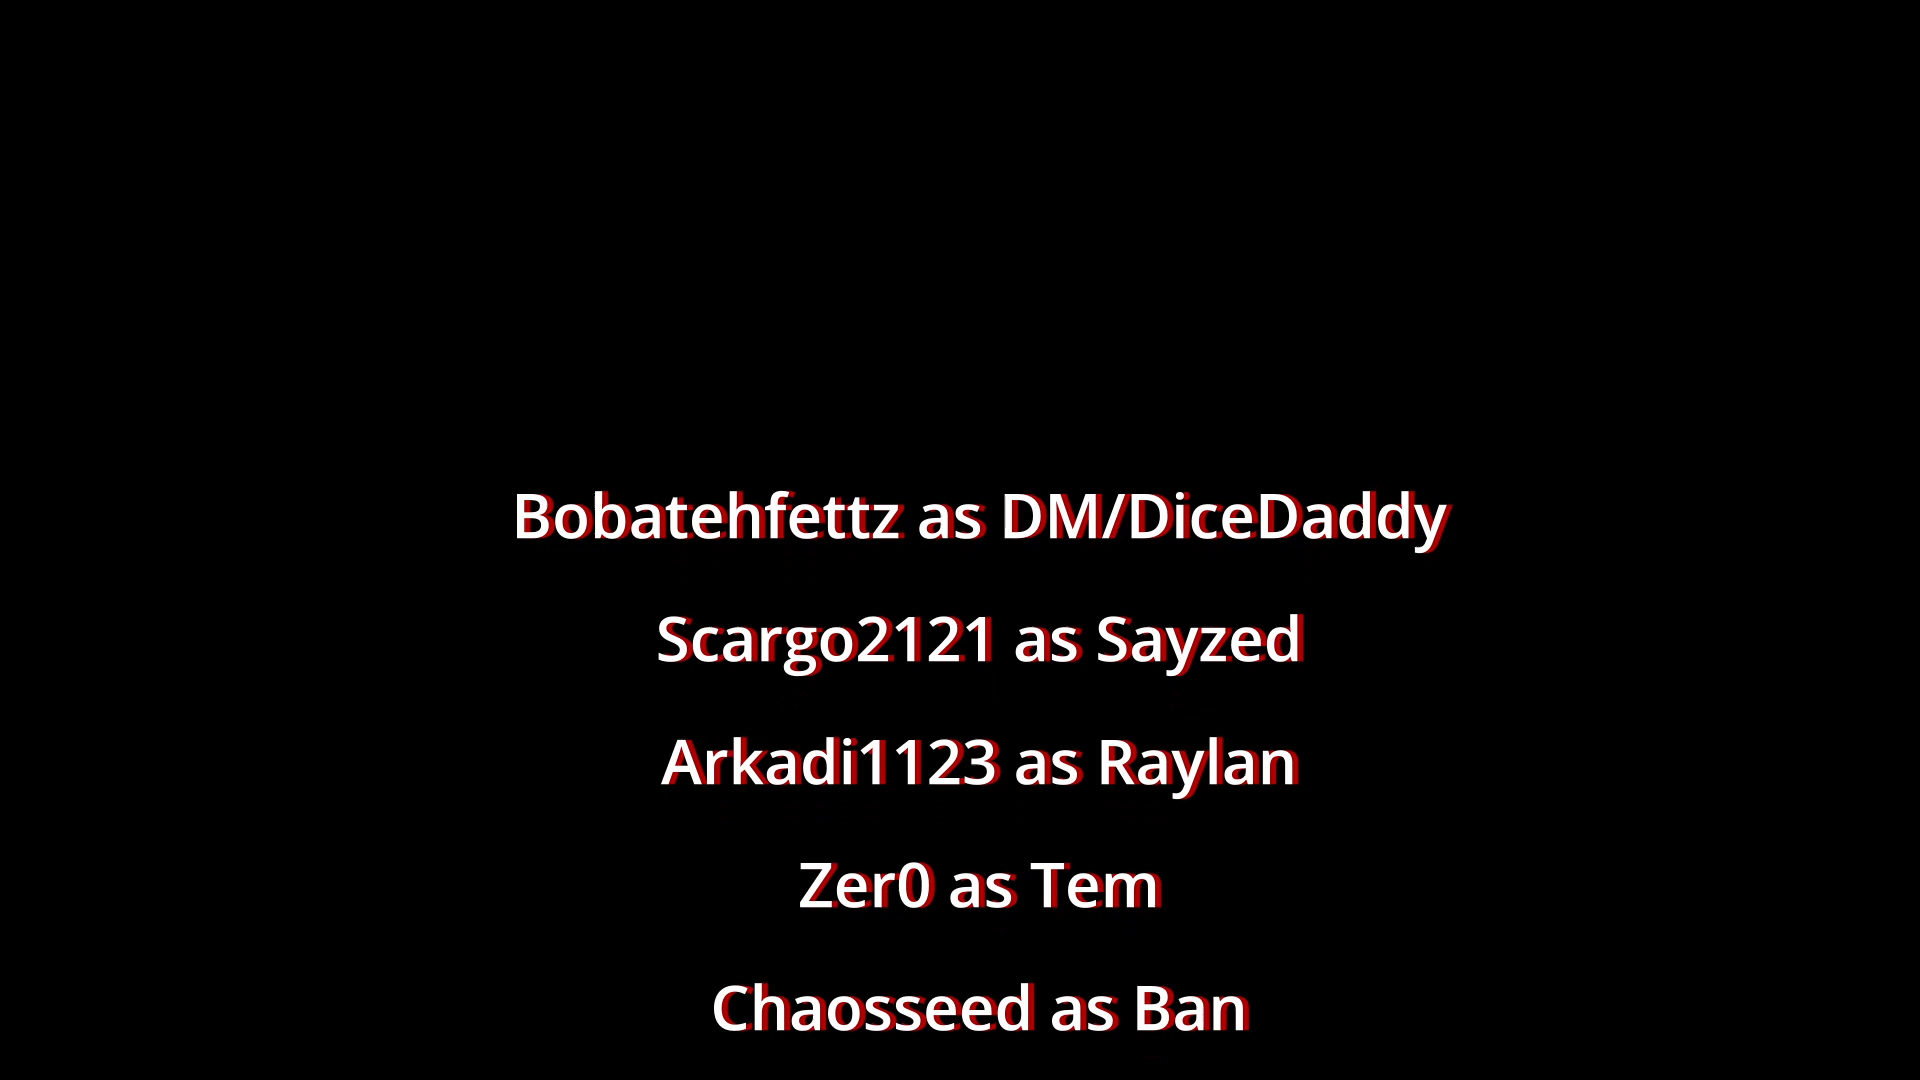 Bobatehfettz as DM/DiceDaddy
Scargo2121 as Sayzed
Arkadi1123 as Raylan
Zer0 as Tem
Chaosseed as Ban